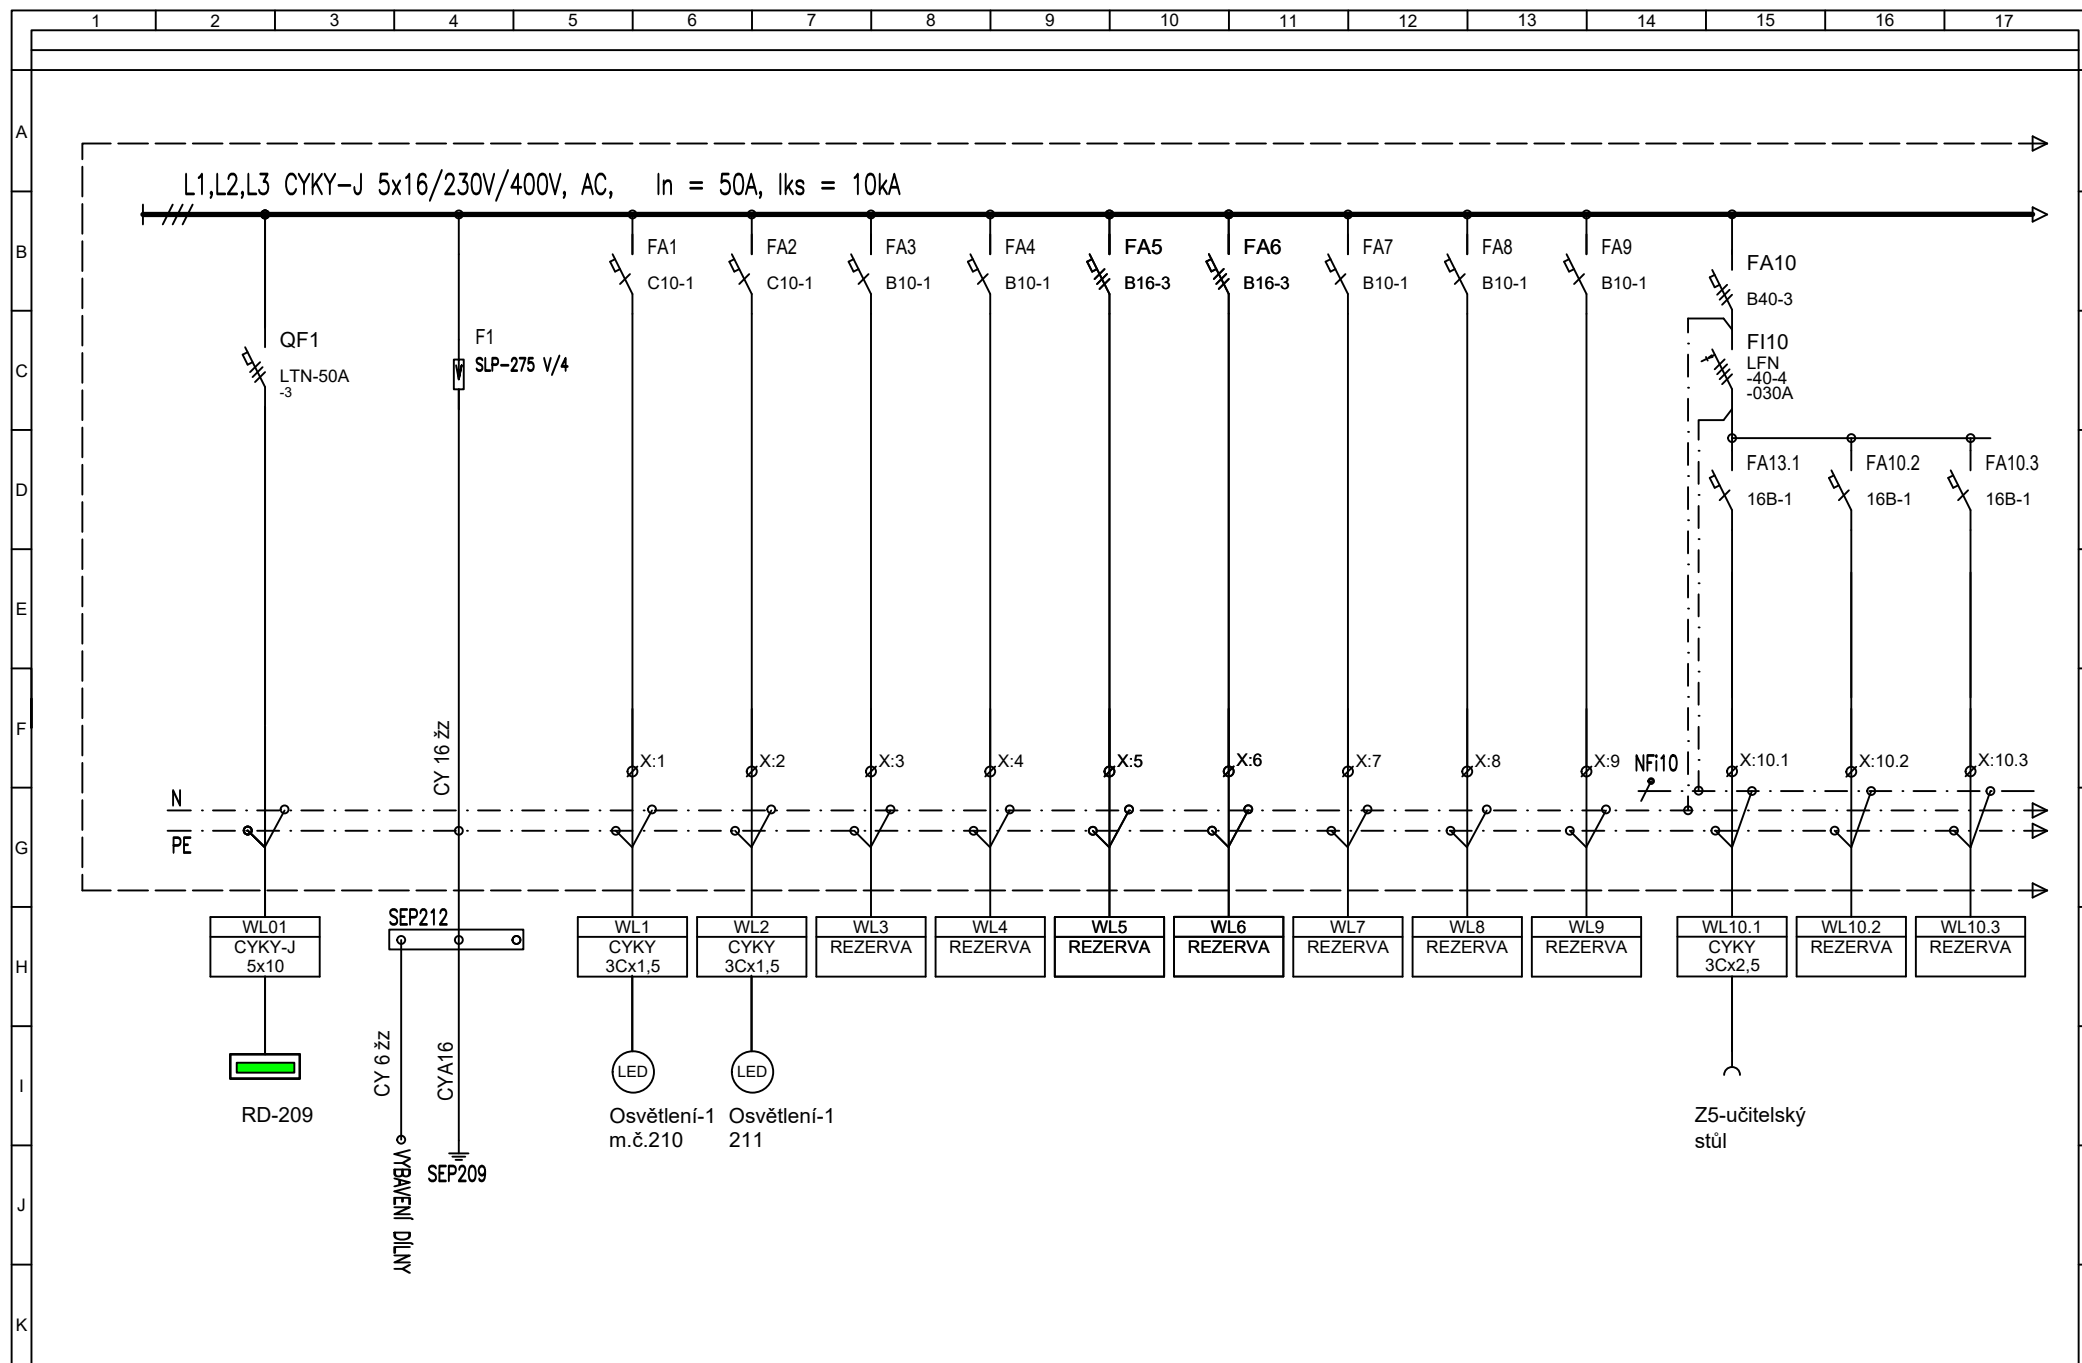 1 2 3 4 5 6 7 8 9 10 11 12 13 14 15 16 17
A
L1,L2,L3 CYKY-J 5x16/230V/400V, AC, In = 50A, Iks = 10kA
B
FA1
C10-1
FA2
C10-1
FA3
B10-1
FA4
B10-1
FA5
B16-3
FA6
B16-3
FA7
B10-1
FA8
B10-1
FA9
B10-1
FA10
B40-3
C
QF1
LTN-50A
-3
F1
SLP-275 V/4
FI10
LFN
-40-4
-030A
D
FA13.1
16B-1
FA10.2
16B-1
FA10.3
16B-1
E
F
CY 16 žz
X:1
X:2
X:3
X:4
X:5
X:6
X:7
X:8
X:9
NFi10
X:10.1
X:10.2
X:10.3
N
PE
G
H
WL01
CYKY-J
5x10
SEP212
WL1
CYKY
3Cx1,5
WL2
CYKY
3Cx1,5
WL3
REZERVA
WL4
REZERVA
WL5
REZERVA
WL6
REZERVA
WL7
REZERVA
WL8
REZERVA
WL9
REZERVA
WL10.1
CYKY
3Cx2,5
WL10.2
REZERVA
WL10.3
REZERVA
I
CY 6 žz
CYA16
LED
LED
RD-209
Osvětlení-1
m.č.210
Osvětlení-1
211
Z5-učitelský
stůl
J
VYBAVENÍ DÍLNY
SEP209
K